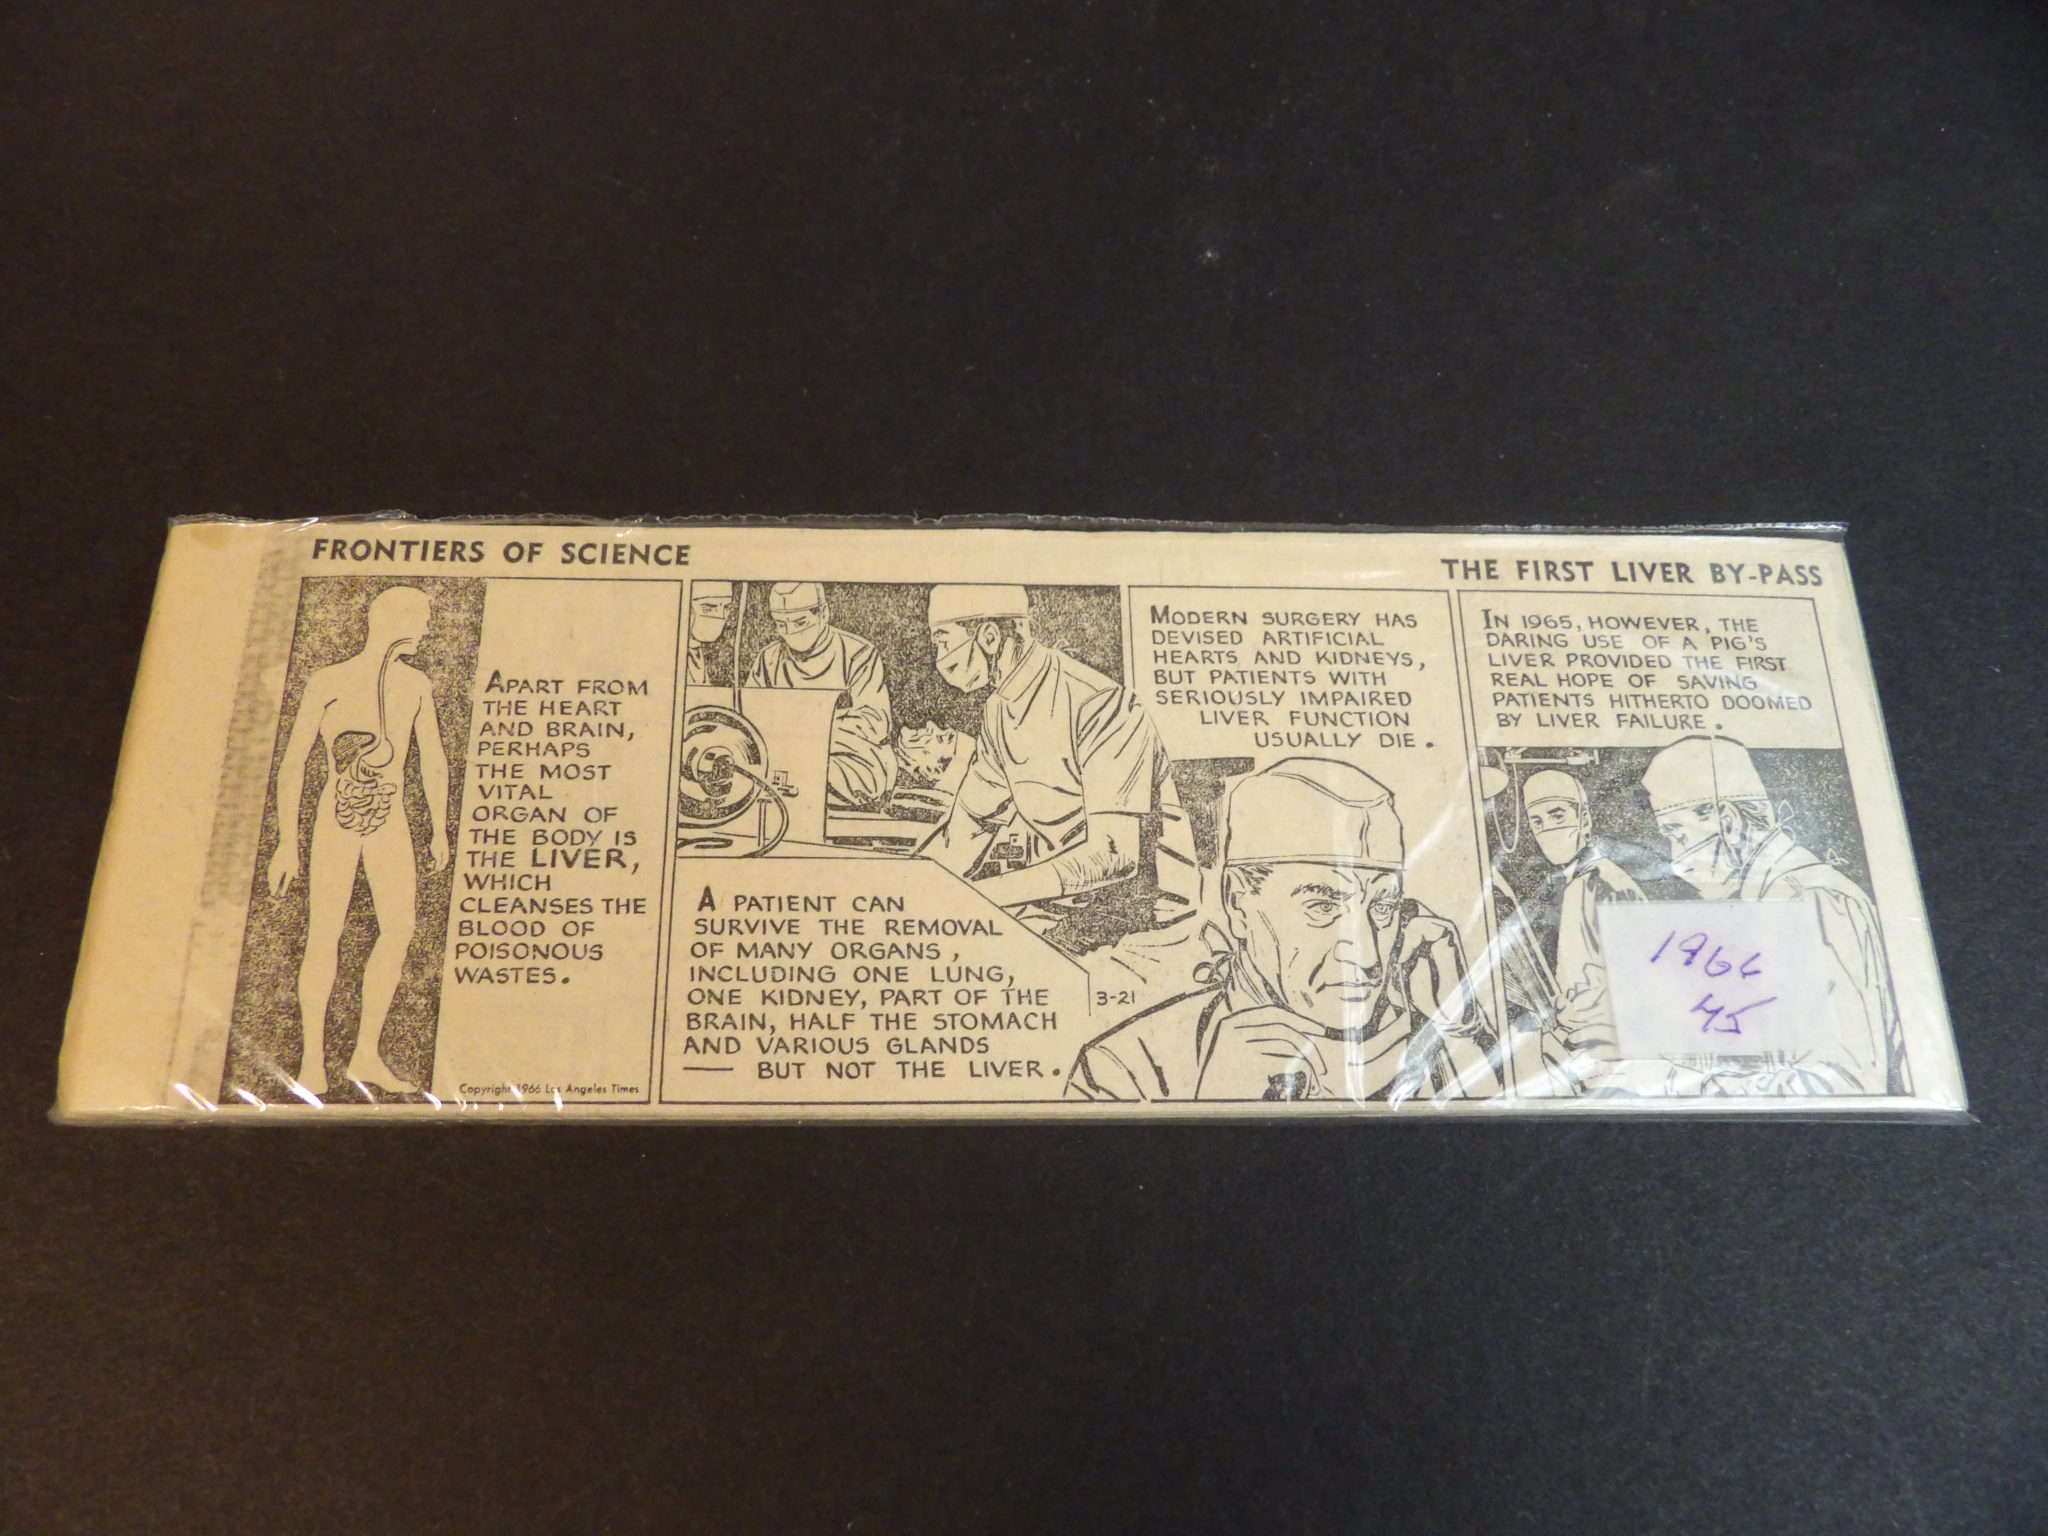 FRONTIERS OF SCIENCE
THE FIRST LIVER BY-PASS
APART FROM
THE HEART
AND BRAIN,
PERHAPS
THE MOST
VITAL
ORGAN OF
THE BODY IS
THE LIVER,
WHICH
CLEANSES THE
BLOOD OF
POISONOUS
WASTES.
Copyright 1966 Los Angeles Times
A PATIENT CAN
SURVIVE THE REMOVAL
OF MANY ORGANS,
INCLUDING ONE LUNG,
ONE KIDNEY, PART OF THE
BRAIN, HALF THE STOMACH
AND VARIOUS GLANDS
— BUT NOT THE LIVER.
3-21
MODERN SURGERY HAS
DEVISED ARTIFICIAL
HEARTS AND KIDNEYS,
BUT PATIENTS WITH
SERIOUSLY IMPAIRED
LIVER FUNCTION
USUALLY DIE.
IN 1965, HOWEVER, THE
DARING USE OF A PIG'S
LIVER PROVIDED THE FIRST
REAL HOPE OF SAVING
PATIENTS HITHERTO DOOMED
BY LIVER FAILURE.
1966
45